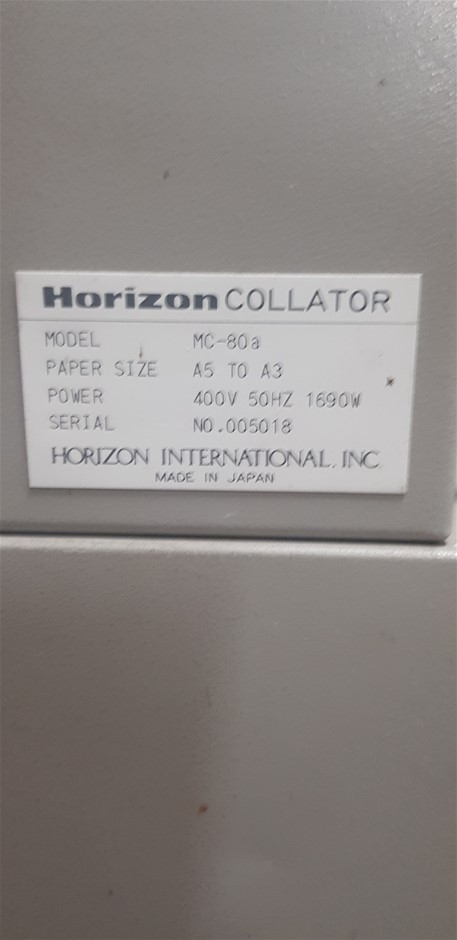 Horizon COLLATOR
MODEL MC-80a
PAPER SIZE A5 TO A3
POWER 400V 50HZ 1690W
SERIAL NO.005018
HORIZON INTERNATIONAL. INC.
MADE IN JAPAN